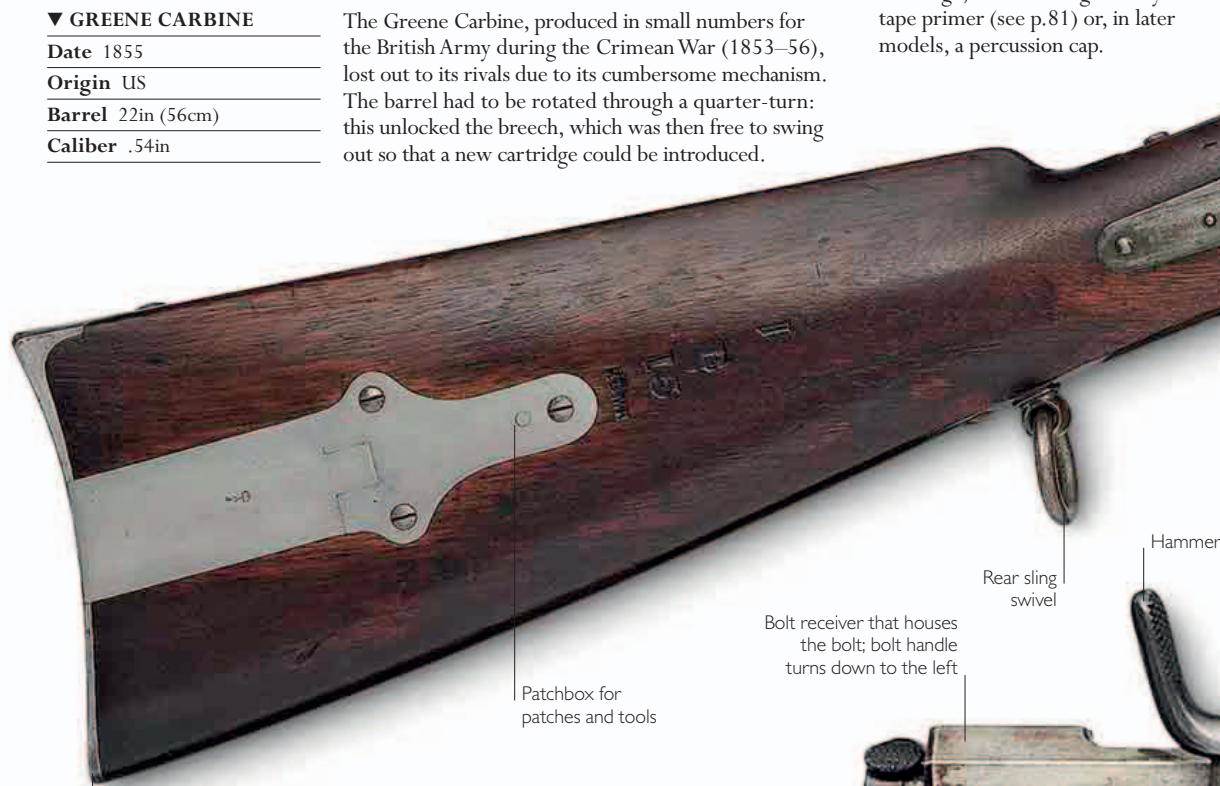 ▼ GREENE CARBINE
Date 1855
Origin US
Barrel 22in (56cm)
Caliber .54in
The Greene Carbine, produced in small numbers for
the British Army during the Crimean War (1853–56),
lost out to its rivals due to its cumbersome mechanism.
The barrel had to be rotated through a quarter-turn:
this unlocked the breech, which was then free to swing
out so that a new cartridge could be introduced.
tape primer (see p.81) or, in later
models, a percussion cap.
Hammer
Rear sling
swivel
Bolt receiver that houses
the bolt; bolt handle
turns down to the left
Patchbox for
patches and tools